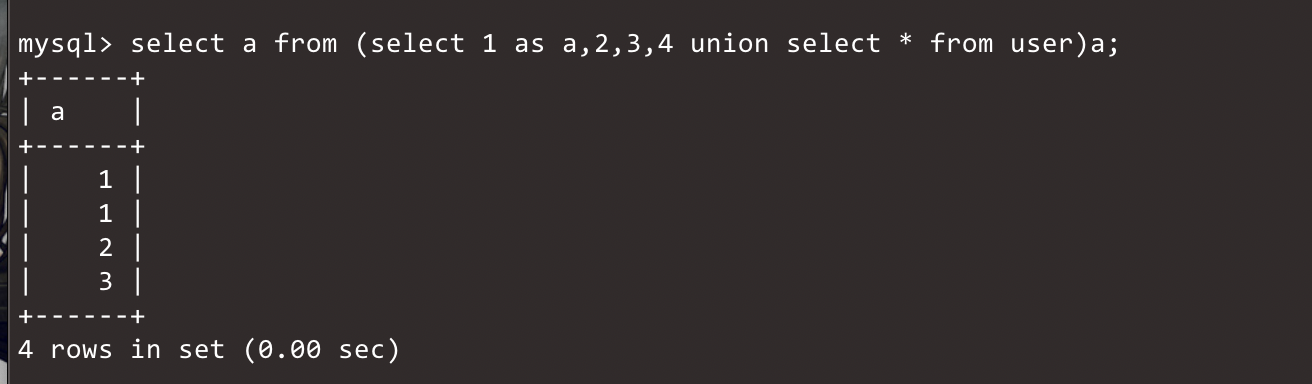 mysql> select a from (select 1 as a,2,3,4 union select * from user)a;
+------+
| a    |
+------+
|    1 |
|    1 |
|    2 |
|    3 |
+------+
4 rows in set (0.00 sec)